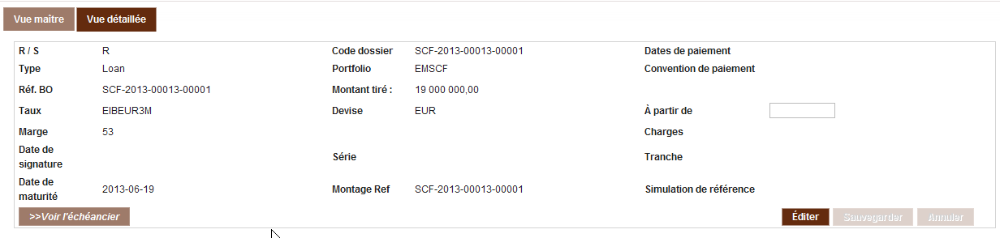 Vue maître Vue détaillée
R / S R Code dossier SCF-2013-00013-00001 Dates de paiement
Type Loan Portfolio EMSCF Convention de paiement
Réf. BO SCF-2013-00013-00001 Montant tiré : 19 000 000,00
Taux EIBEUR3M Devise EUR À partir de
Marge 53 Charges
Date de
signature Série Tranche
Date de
maturité 2013-06-19 Montage Ref SCF-2013-00013-00001 Simulation de référence
>>Voir l'échéancier Éditer Sauvegarder Annuler